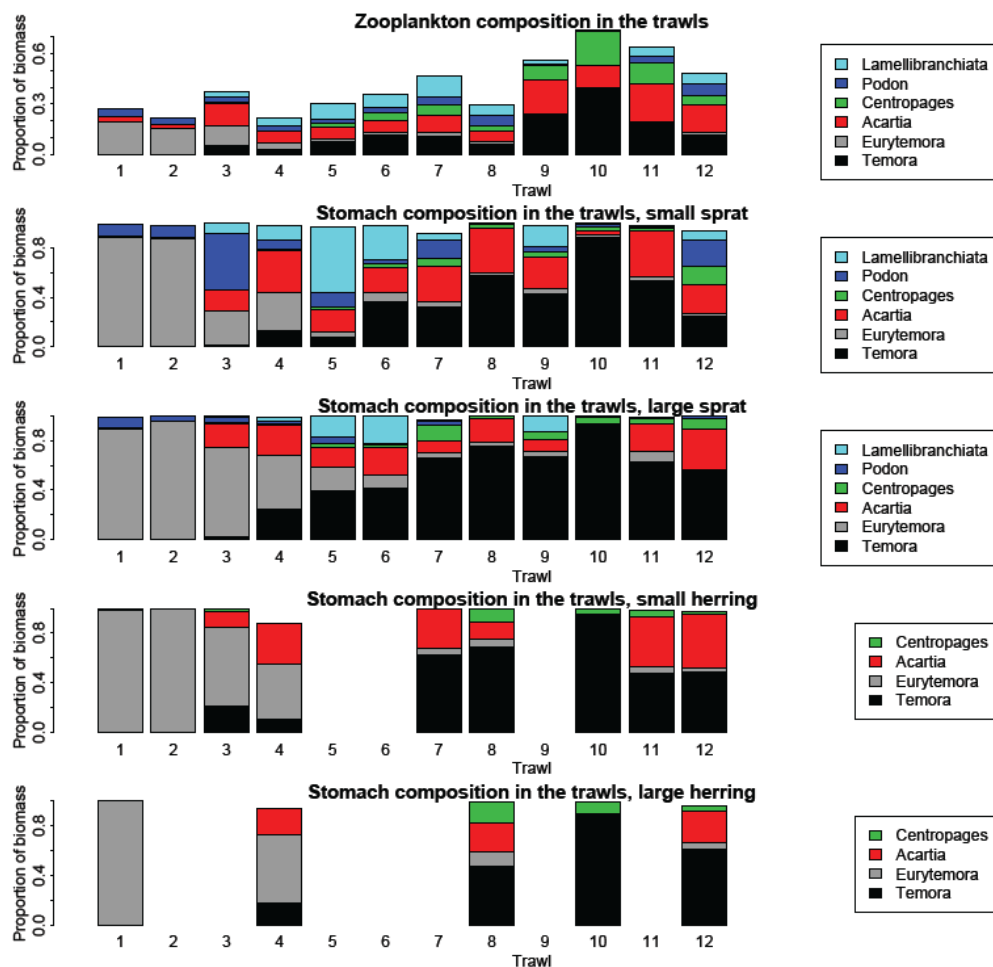 Zooplankton composition in the trawls
Proportion of biomass
0.0 0.3 0.6
1 2 3 4 5 6 7 8 9 10 11 12
Trawl
Lamellibranchiata
Podon
Centropages
Acartia
Eurytemora
Temora
Stomach composition in the trawls, small sprat
Proportion of biomass
0.0 0.4 0.8
1 2 3 4 5 6 7 8 9 10 11 12
Trawl
Lamellibranchiata
Podon
Centropages
Acartia
Eurytemora
Temora
Stomach composition in the trawls, large sprat
Proportion of biomass
0.0 0.4 0.8
1 2 3 4 5 6 7 8 9 10 11 12
Trawl
Lamellibranchiata
Podon
Centropages
Acartia
Eurytemora
Temora
Stomach composition in the trawls, small herring
Proportion of biomass
0.0 0.4 0.8
1 2 3 4 5 6 7 8 9 10 11 12
Trawl
Centropages
Acartia
Eurytemora
Temora
Stomach composition in the trawls, large herring
Proportion of biomass
0.0 0.4 0.8
1 2 3 4 5 6 7 8 9 10 11 12
Trawl
Centropages
Acartia
Eurytemora
Temora